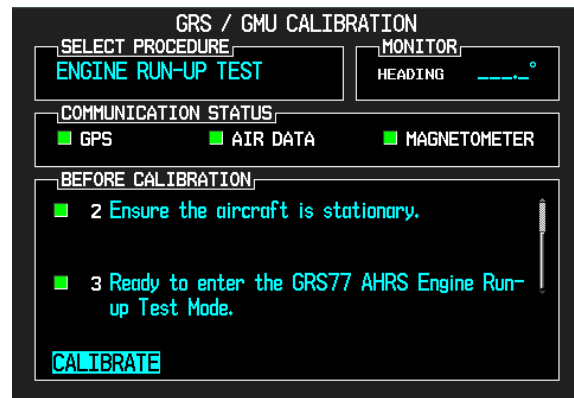 GRS / GMU CALIBRATION
SELECT PROCEDURE
MONITOR
ENGINE RUN-UP TEST
HEADING ___._°
COMMUNICATION STATUS
GPS AIR DATA MAGNETOMETER
BEFORE CALIBRATION
2 Ensure the aircraft is stationary.
3 Ready to enter the GRS77 AHRS Engine Run-
up Test Mode.
CALIBRATE